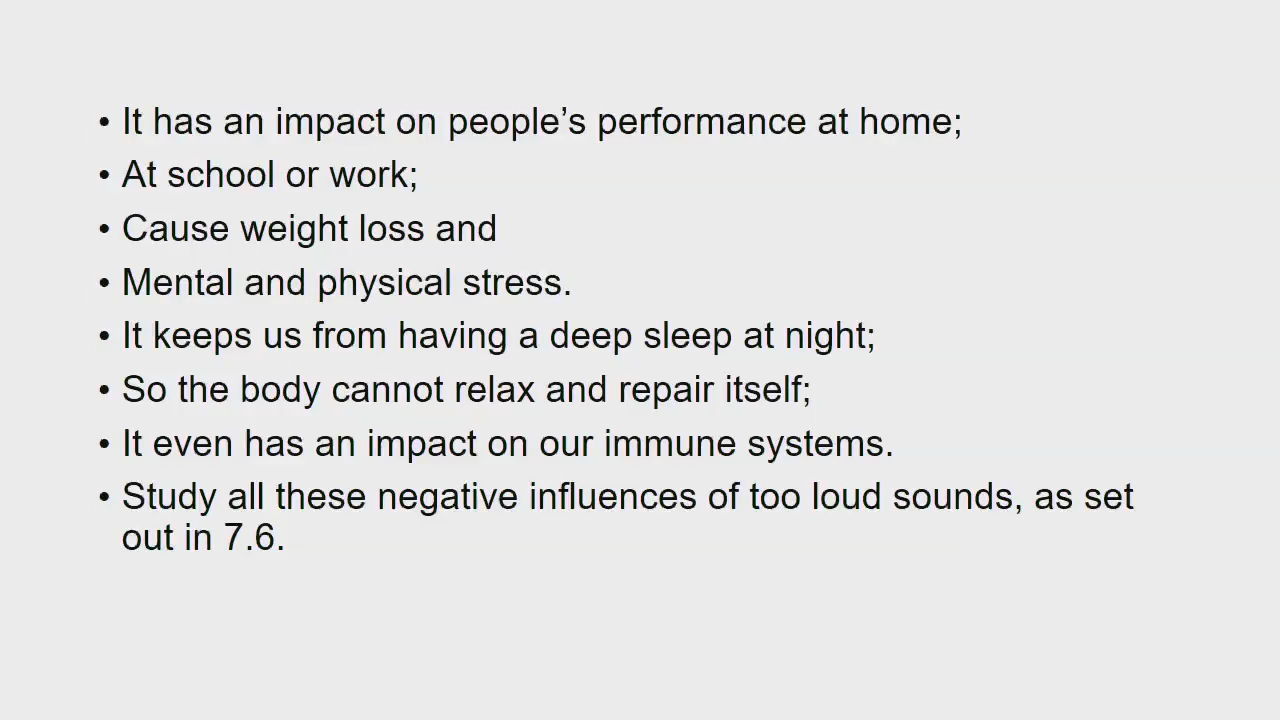 • It has an impact on people’s performance at home;
• At school or work;
• Cause weight loss and
• Mental and physical stress.
• It keeps us from having a deep sleep at night;
• So the body cannot relax and repair itself;
• It even has an impact on our immune systems.
• Study all these negative influences of too loud sounds, as set
out in 7.6.